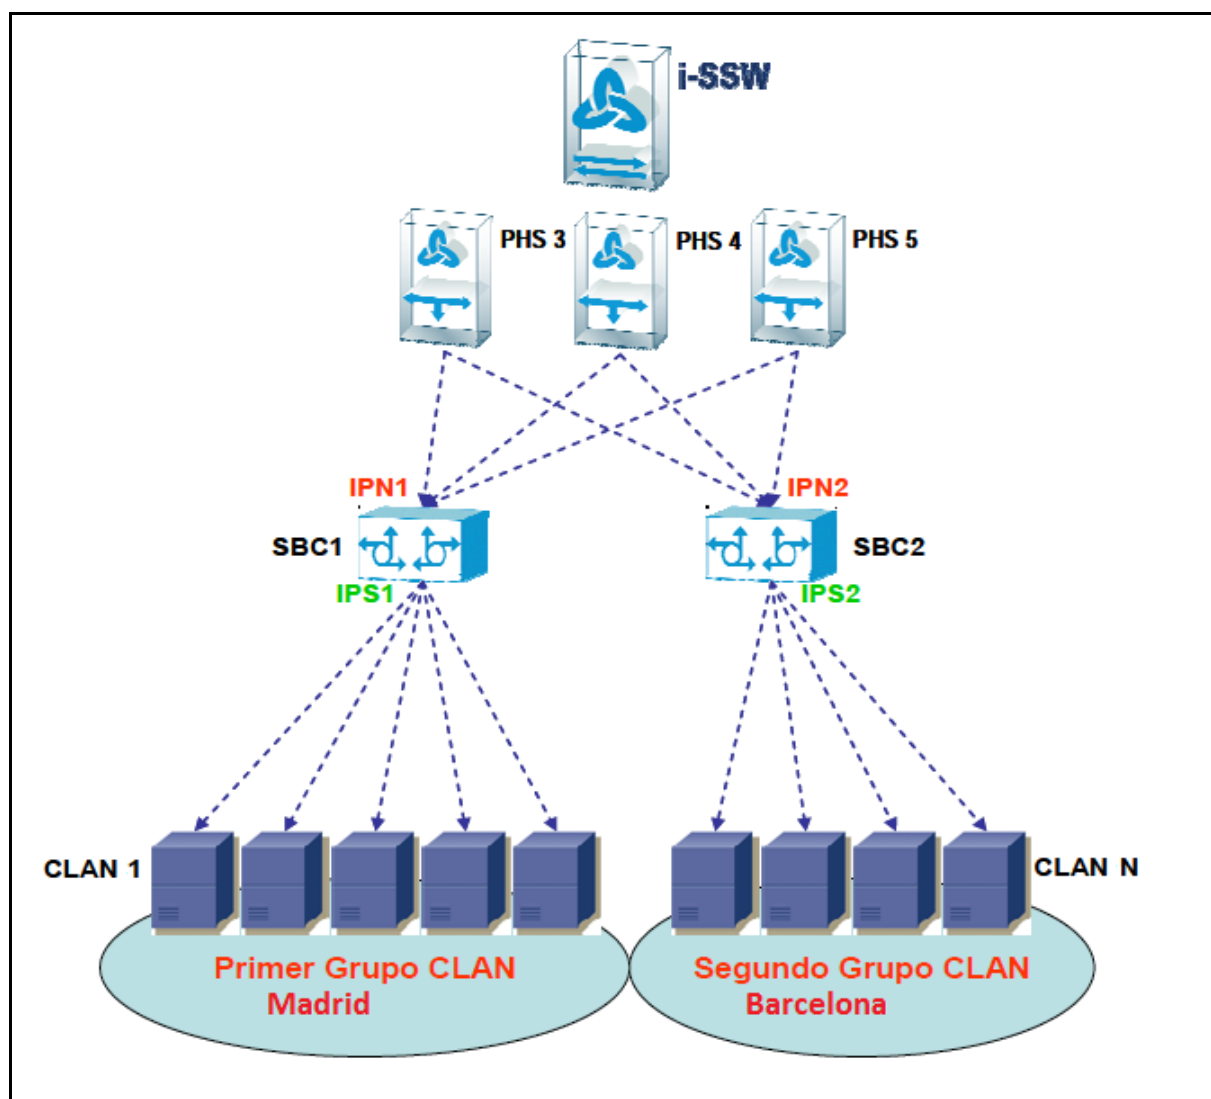 i-SSW
PHS 3
PHS 4
PHS 5
IPN1
IPN2
SBC1
SBC2
IPS1
IPS2
CLAN 1
CLAN N
Primer Grupo CLAN
Madrid
Segundo Grupo CLAN
Barcelona